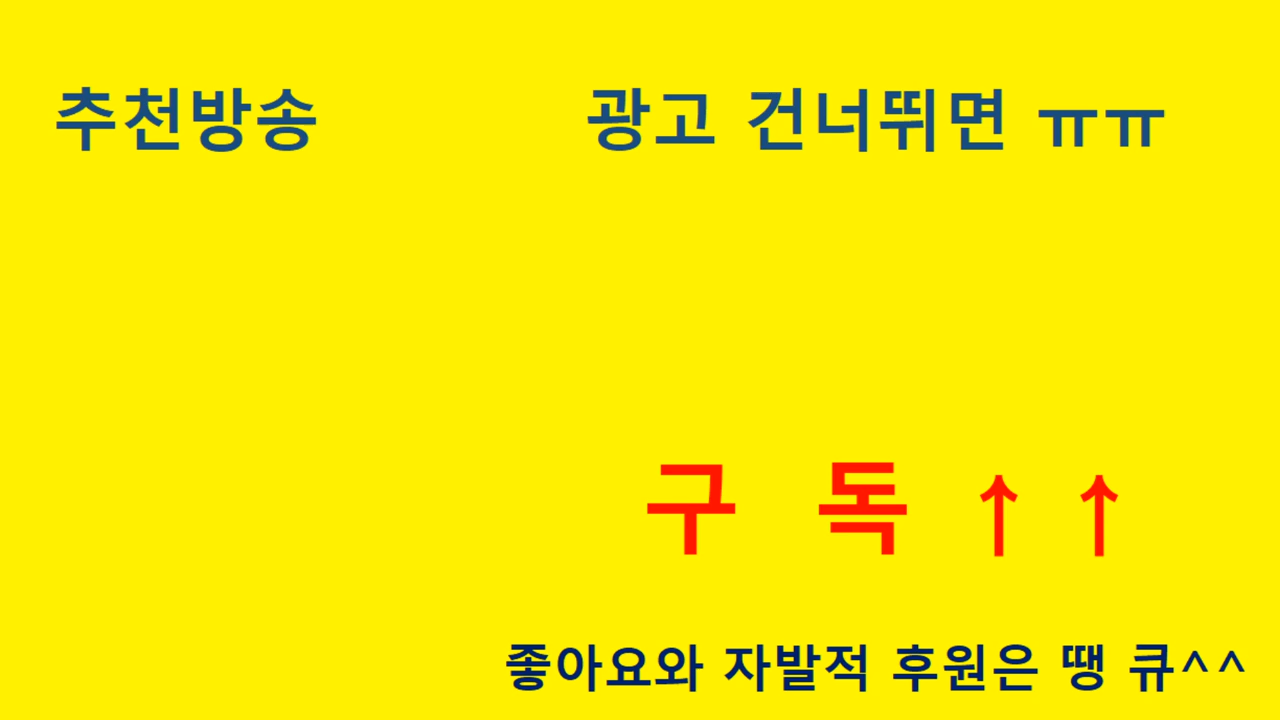 추천방송
광고 건너뛰면 ㅠㅠ
구 독 ↑ ↑
좋아요와 자발적 후원은 땡 큐^^